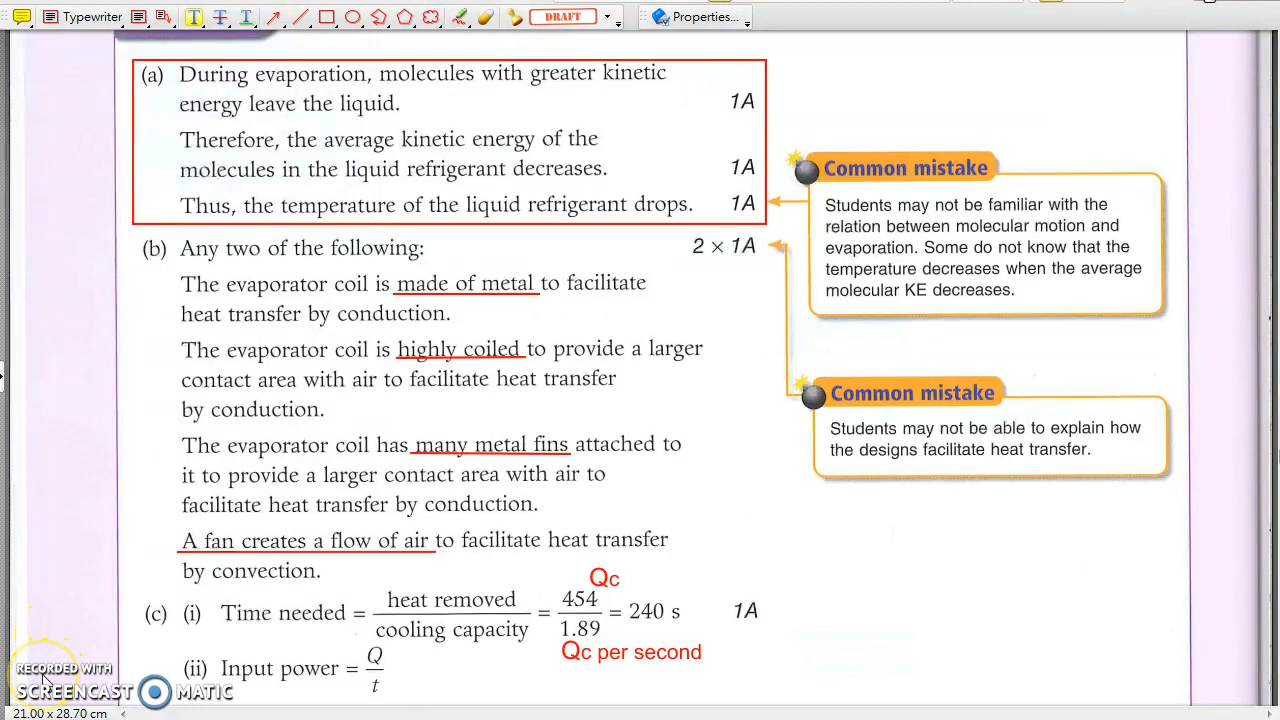 Typewriter
DRAFT
Properties...
(a) During evaporation, molecules with greater kinetic
energy leave the liquid. 1A
Therefore, the average kinetic energy of the
molecules in the liquid refrigerant decreases. 1A
Thus, the temperature of the liquid refrigerant drops. 1A
Common mistake
Students may not be familiar with the
relation between molecular motion and
evaporation. Some do not know that the
temperature decreases when the average
molecular KE decreases.
(b) Any two of the following: 2 × 1A
The evaporator coil is made of metal to facilitate
heat transfer by conduction.
The evaporator coil is highly coiled to provide a larger
contact area with air to facilitate heat transfer
by conduction.
The evaporator coil has many metal fins attached to
it to provide a larger contact area with air to
facilitate heat transfer by conduction.
A fan creates a flow of air to facilitate heat transfer
by convection.
Common mistake
Students may not be able to explain how
the designs facilitate heat transfer.
Qc
(c) (i) Time needed = heat removed / cooling capacity = 454 / 1.89 = 240 s 1A
Qc per second
(ii) Input power = Q / t
RECORDED WITH
SCREENCAST MATIC
21.00 x 28.70 cm